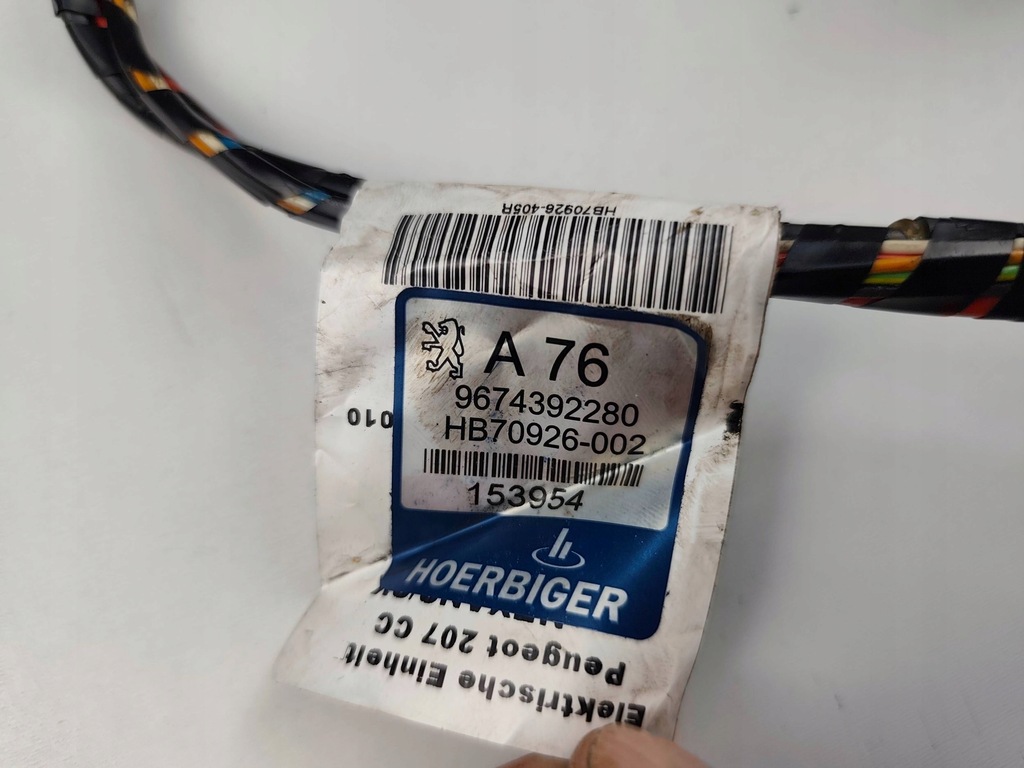 HB70926-405R
A 76
9674392280
HB70926-002
010
153954
HOERBIGER
Peugeot 207 CC
Elektrische Einheit